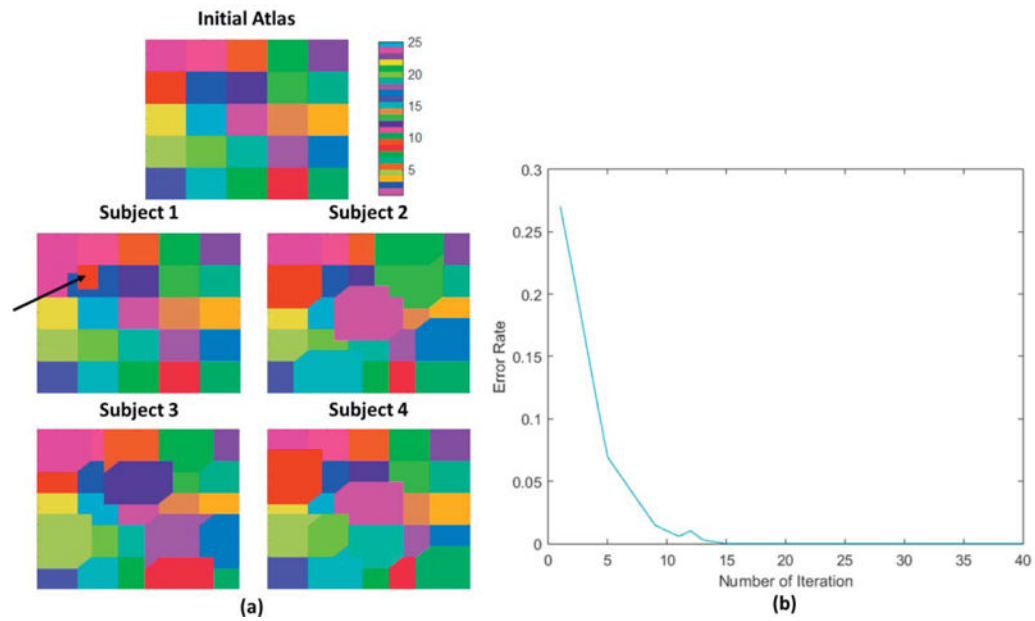 Initial Atlas
25
20
15
10
5
Subject 1
Subject 2
Subject 3
Subject 4
(a)
0.3
0.25
0.2
0.15
0.1
0.05
0
Error Rate
0 5 10 15 20 25 30 35 40
Number of Iteration
(b)